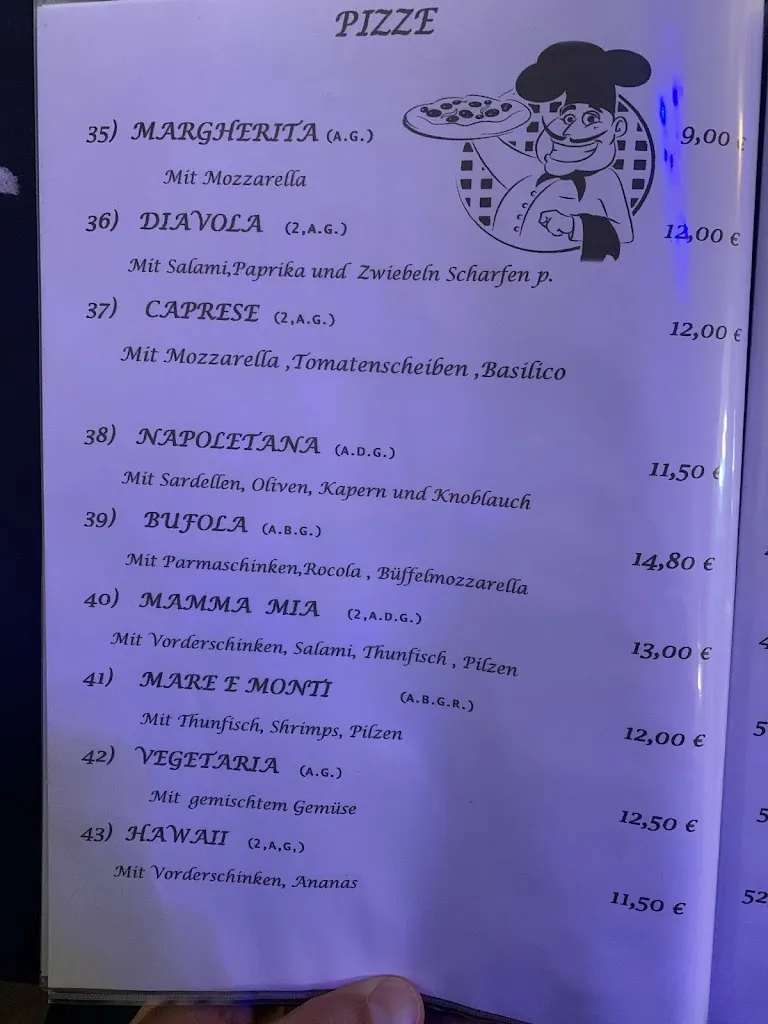 PIZZE
35) MARGHERITA (A.G.) 9,00 €
Mit Mozzarella
36) DIAVOLA (2,A.G.) 12,00 €
Mit Salami,Paprika und Zwiebeln Scharfen p.
37) CAPRESE (2,A.G.) 12,00 €
Mit Mozzarella ,Tomatenscheiben ,Basilico
38) NAPOLETANA (A.D.G.) 11,50 €
Mit Sardellen, Oliven, Kapern und Knoblauch
39) BUFOLA (A.B.G.) 14,80 €
Mit Parmaschinken,Rocola , Büffelmozzarella
40) MAMMA MIA (2,A.D.G.) 13,00 €
Mit Vorderschinken, Salami, Thunfisch , Pilzen
41) MARE E MONTI (A.B.G.R.) 12,00 €
Mit Thunfisch, Shrimps, Pilzen
42) VEGETARIA (A.G.) 12,50 €
Mit gemischtem Gemüse
43) HAWAII (2,A,G,) 11,50 €
Mit Vorderschinken, Ananas
52